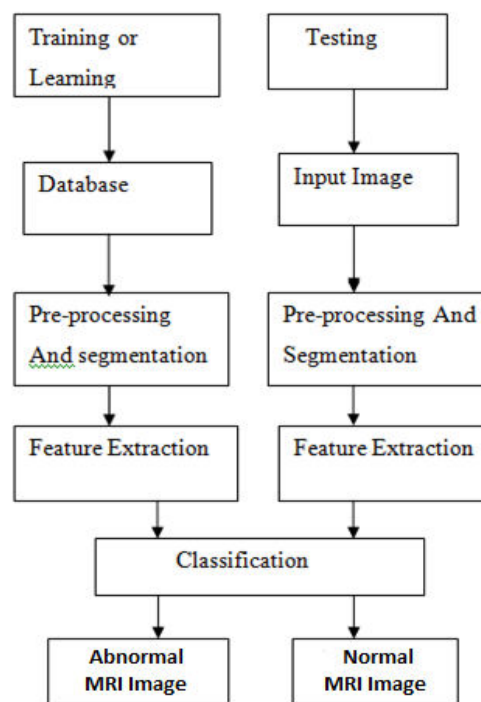 Training or
Learning
Testing
Database
Input Image
Pre-processing
And segmentation
Pre-processing And
Segmentation
Feature Extraction
Feature Extraction
Classification
Abnormal
MRI Image
Normal
MRI Image